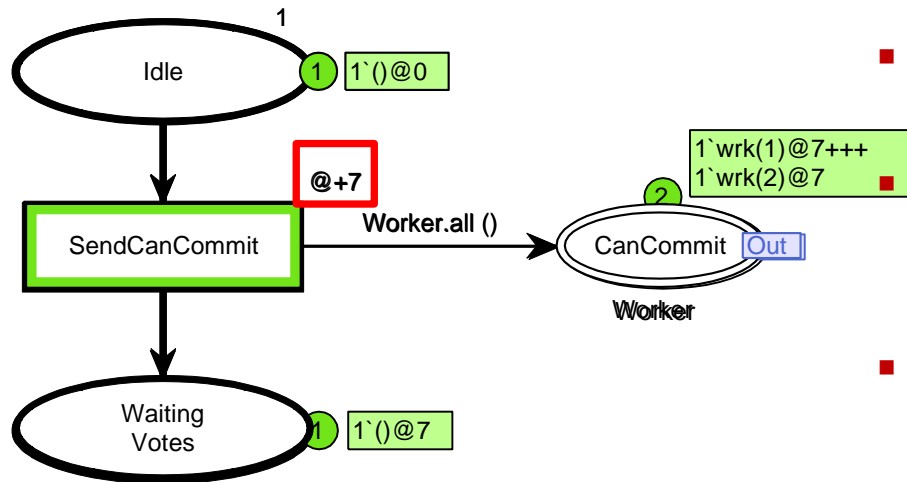 1
Idle
1
1`()@0
@+7
1`wrk(1)@7+++
1`wrk(2)@7
2
Worker.all ()
SendCanCommit
CanCommit
Out
Worker
Waiting
Votes
1
1`()@7